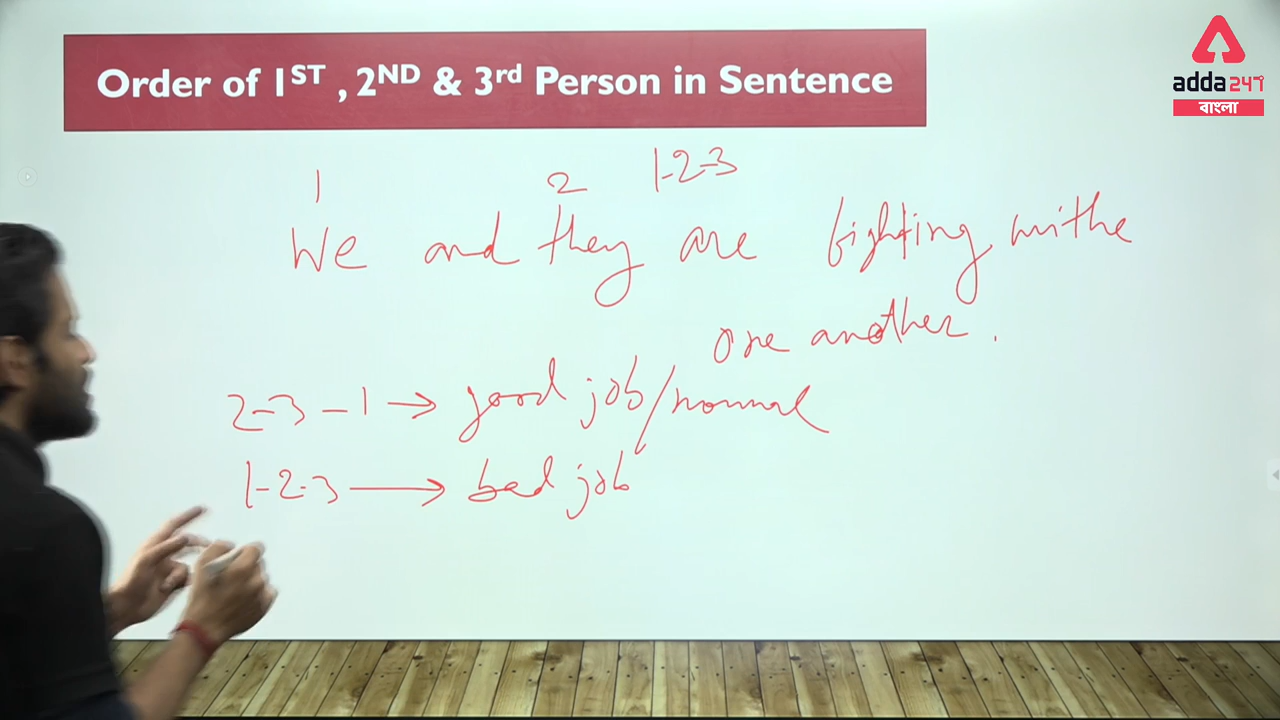 Order of 1ST , 2ND & 3rd Person in Sentence
adda247
বাংলা
1 2 1-2-3
We and they are fighting withe
one another.
2-3-1 → good job/normal
1-2-3 → bad job